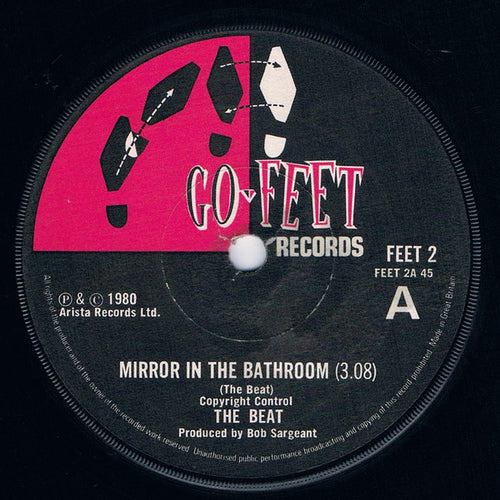 GO FEET
RECORDS
FEET 2
FEET 2A 45
A
Ⓟ & © 1980
Arista Records Ltd.
MIRROR IN THE BATHROOM (3.08)
(The Beat)
Copyright Control
THE BEAT
Produced by Bob Sargeant
All rights of the producer and of the owner of the recorded work reserved. Unauthorised public performance broadcasting and copying of this record prohibited. Made in Great Britain